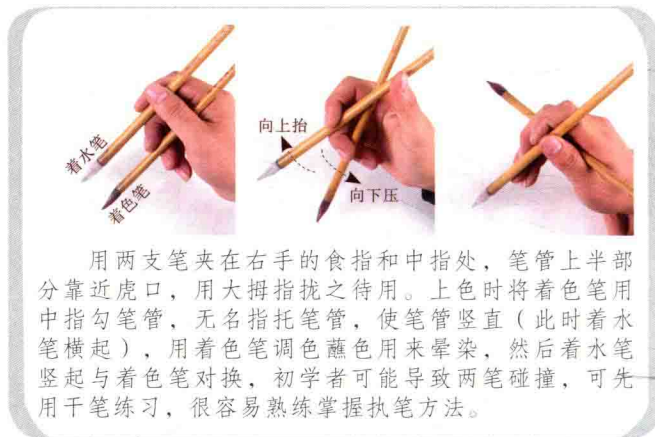 着水笔
着色笔
向上抬
向下压
用两支笔夹在右手的食指和中指处，笔管上半部
分靠近虎口，用大拇指拢之待用。上色时将着色笔用
中指勾笔管，无名指托笔管，使笔管竖直（此时着水
笔横起），用着色笔调色蘸色用来晕染，然后着水笔
竖起与着色笔对换，初学者可能导致两笔碰撞，可先
用干笔练习，很容易熟练掌握执笔方法。